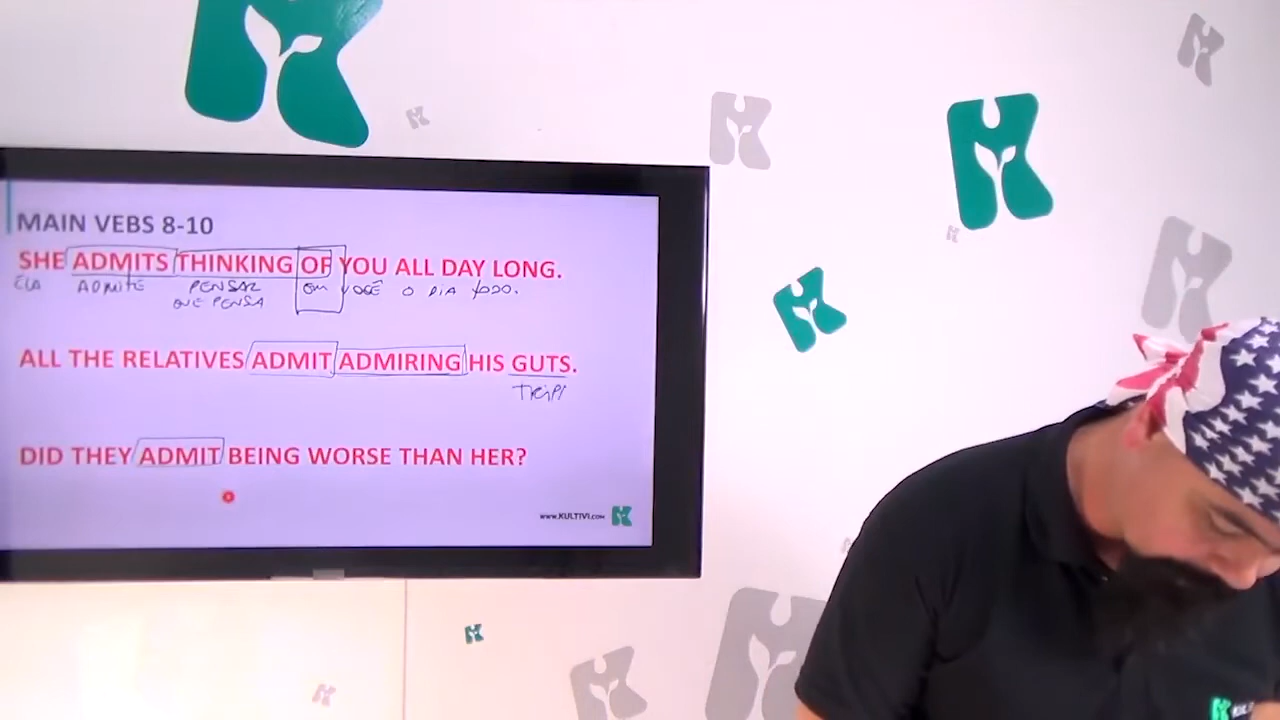 MAIN VEBS 8-10
SHE ADMITS THINKING OF YOU ALL DAY LONG.
ELA ADMITE PENSAR EM VOCÊ O DIA TODO.
QUE PENSA
ALL THE RELATIVES ADMIT ADMIRING HIS GUTS.
DID THEY ADMIT BEING WORSE THAN HER?
www.KULTIVI.com